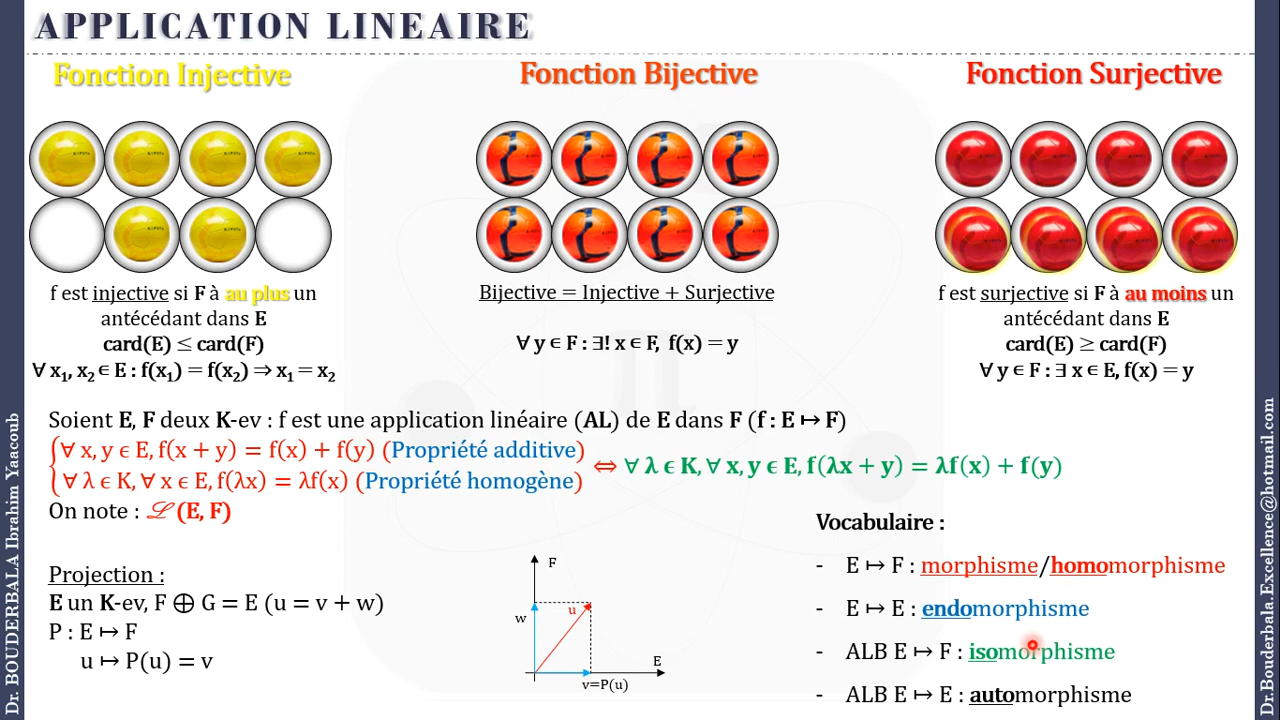 APPLICATION LINEAIRE
Fonction Injective
f est injective si F à au plus un
antécédant dans E
card(E) ≤ card(F)
∀ x₁, x₂ ∈ E : f(x₁) = f(x₂) ⇒ x₁ = x₂
Fonction Bijective
Bijective = Injective + Surjective
∀ y ∈ F : ∃! x ∈ F, f(x) = y
Fonction Surjective
f est surjective si F à au moins un
antécédant dans E
card(E) ≥ card(F)
∀ y ∈ F : ∃ x ∈ E, f(x) = y
Soient E, F deux K-ev : f est une application linéaire (AL) de E dans F (f : E ↦ F)
∀ x, y ∈ E, f(x + y) = f(x) + f(y) (Propriété additive)
∀ λ ∈ K, ∀ x ∈ E, f(λx) = λf(x) (Propriété homogène)
⇔ ∀ λ ∈ K, ∀ x, y ∈ E, f(λx + y) = λf(x) + f(y)
On note : ℒ (E, F)
Projection :
E un K-ev, F ⊕ G = E (u = v + w)
P : E ↦ F
u ↦ P(u) = v
F
w
u
E
v=P(u)
Vocabulaire :
- E ↦ F : morphisme/homomorphisme
- E ↦ E : endomorphisme
- ALB E ↦ F : isomorphisme
- ALB E ↦ E : automorphisme
Dr. BOUDERBALA Ibrahim Yaacoub
Dr.Bouderbala.Excellence@hotmail.com